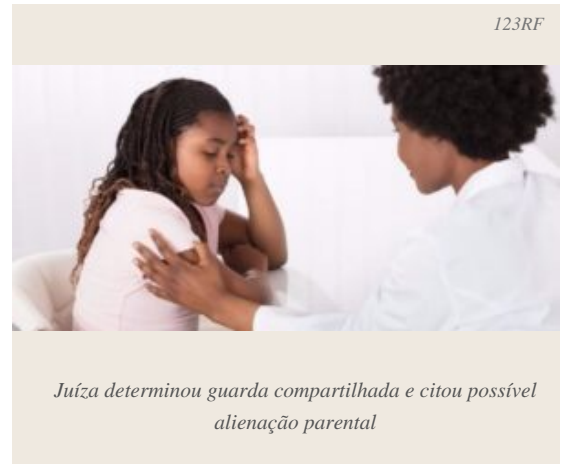 123RF
Juíza determinou guarda compartilhada e citou possível
alienação parental